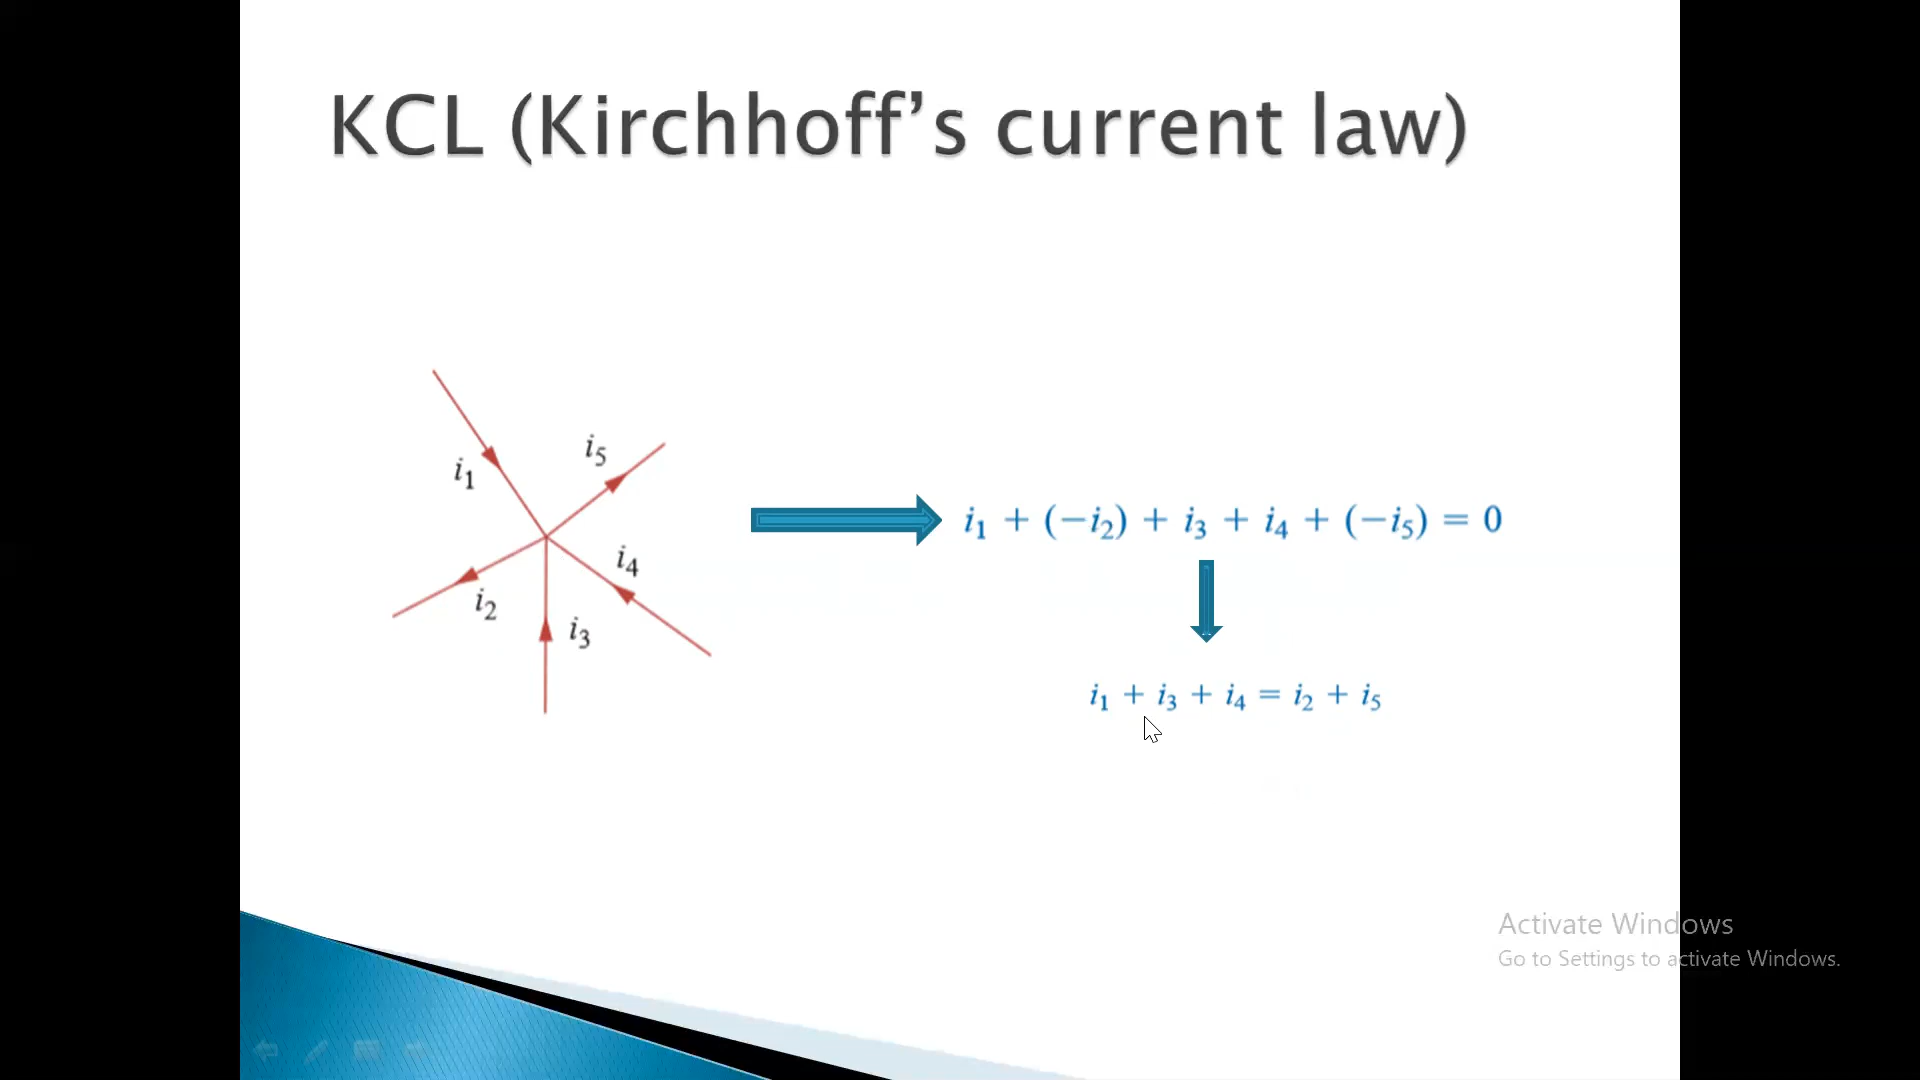 KCL (Kirchhoff’s current law)
i₁
i₅
i₄
i₂
i₃
i₁ + (−i₂) + i₃ + i₄ + (−i₅) = 0
i₁ + i₃ + i₄ = i₂ + i₅
Activate Windows
Go to Settings to activate Windows.